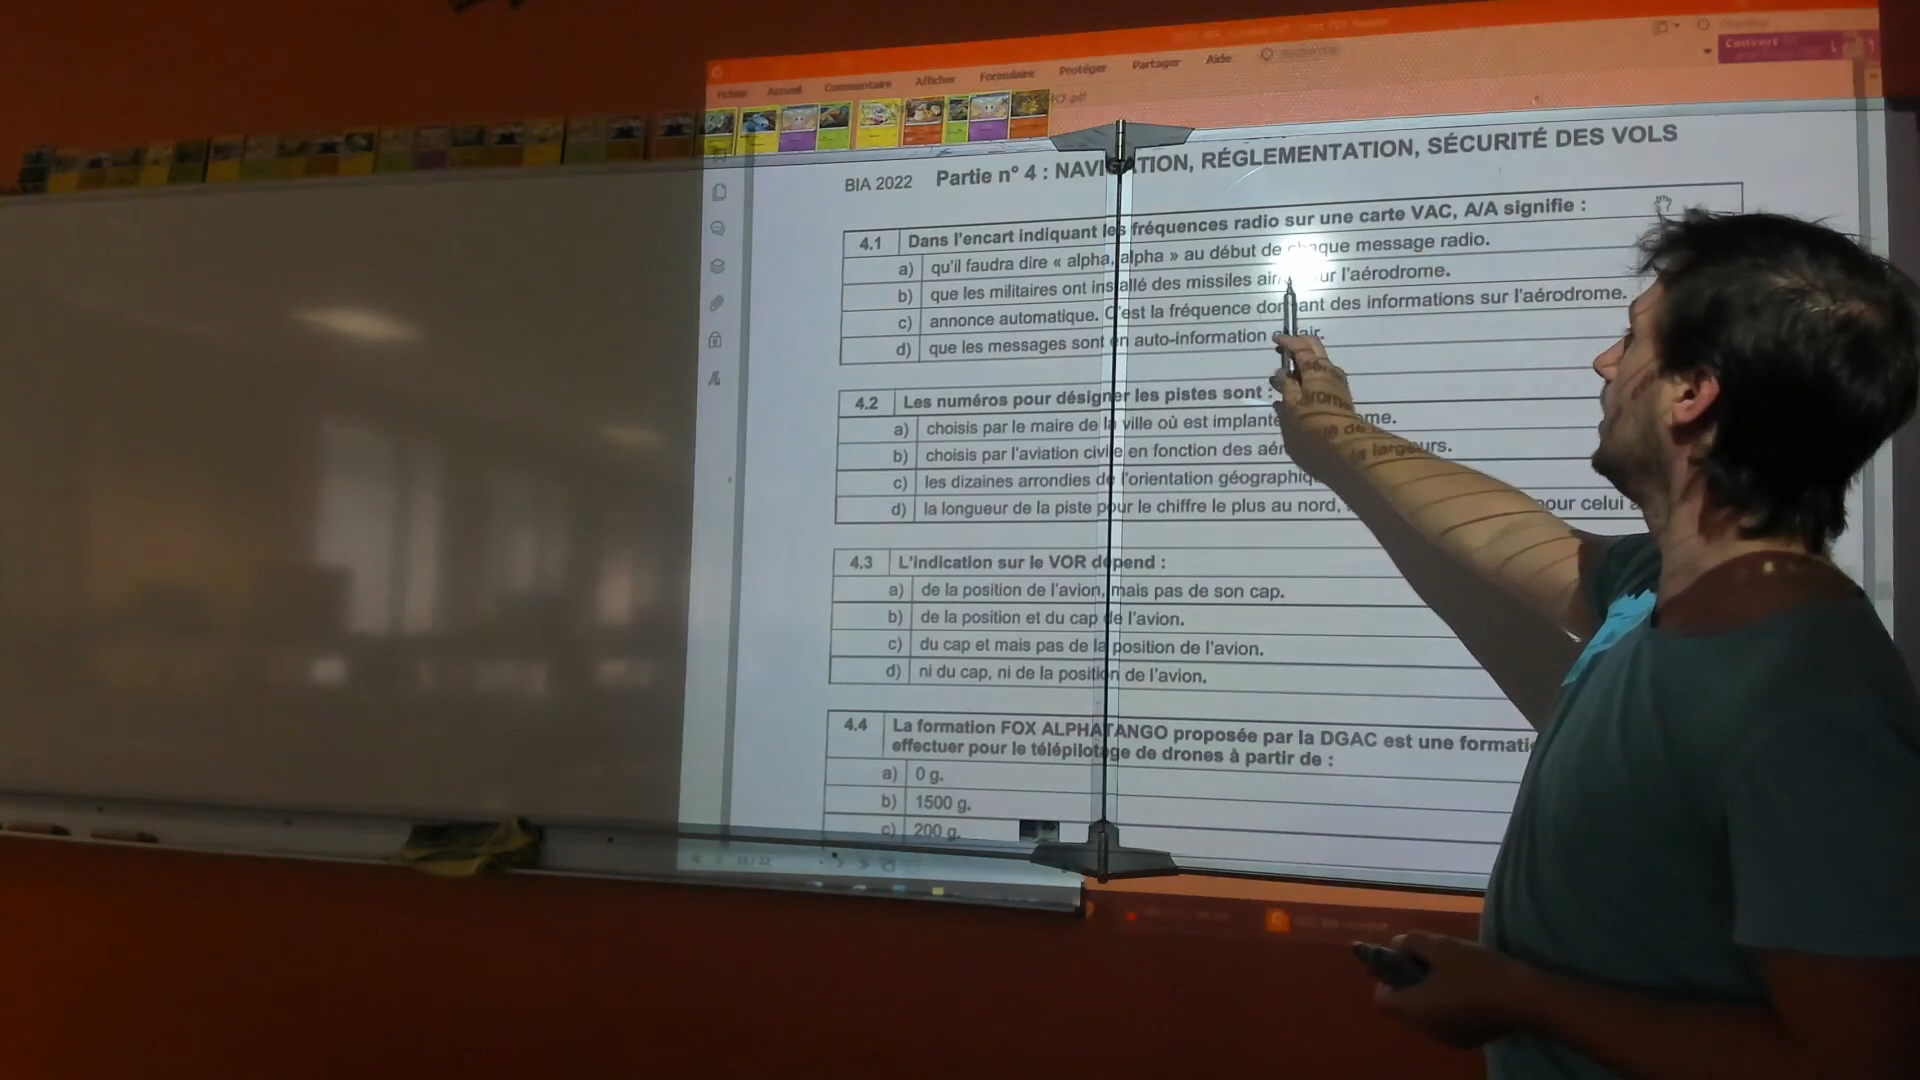 Fichier Accueil Commentaire Afficher Formulaire Protéger Partager Aide
Convert
PCF.pdf
BIA 2022 Partie n° 4 : NAVIGATION, RÉGLEMENTATION, SÉCURITÉ DES VOLS
4.1 Dans l'encart indiquant les fréquences radio sur une carte VAC, A/A signifie :
a) qu'il faudra dire « alpha, alpha » au début de chaque message radio.
b) que les militaires ont installé des missiles air/ sur l'aérodrome.
c) annonce automatique. C'est la fréquence donnant des informations sur l'aérodrome.
d) que les messages sont en auto-information air.
4.2 Les numéros pour désigner les pistes sont :
a) choisis par le maire de la ville où est implanté
b) choisis par l'aviation civile en fonction des
c) les dizaines arrondies de l'orientation
d) la longueur de la piste pour le chiffre le plus au nord, pour celui
4.3 L'indication sur le VOR dépend :
a) de la position de l'avion, mais pas de son cap.
b) de la position et du cap de l'avion.
c) du cap et mais pas de la position de l'avion.
d) ni du cap, ni de la position de l'avion.
4.4 La formation FOX ALPHATANGO proposée par la DGAC est une
effectuer pour le télépilotage de drones à partir de :
a) 0 g.
b) 1500 g.
c) 200 g.